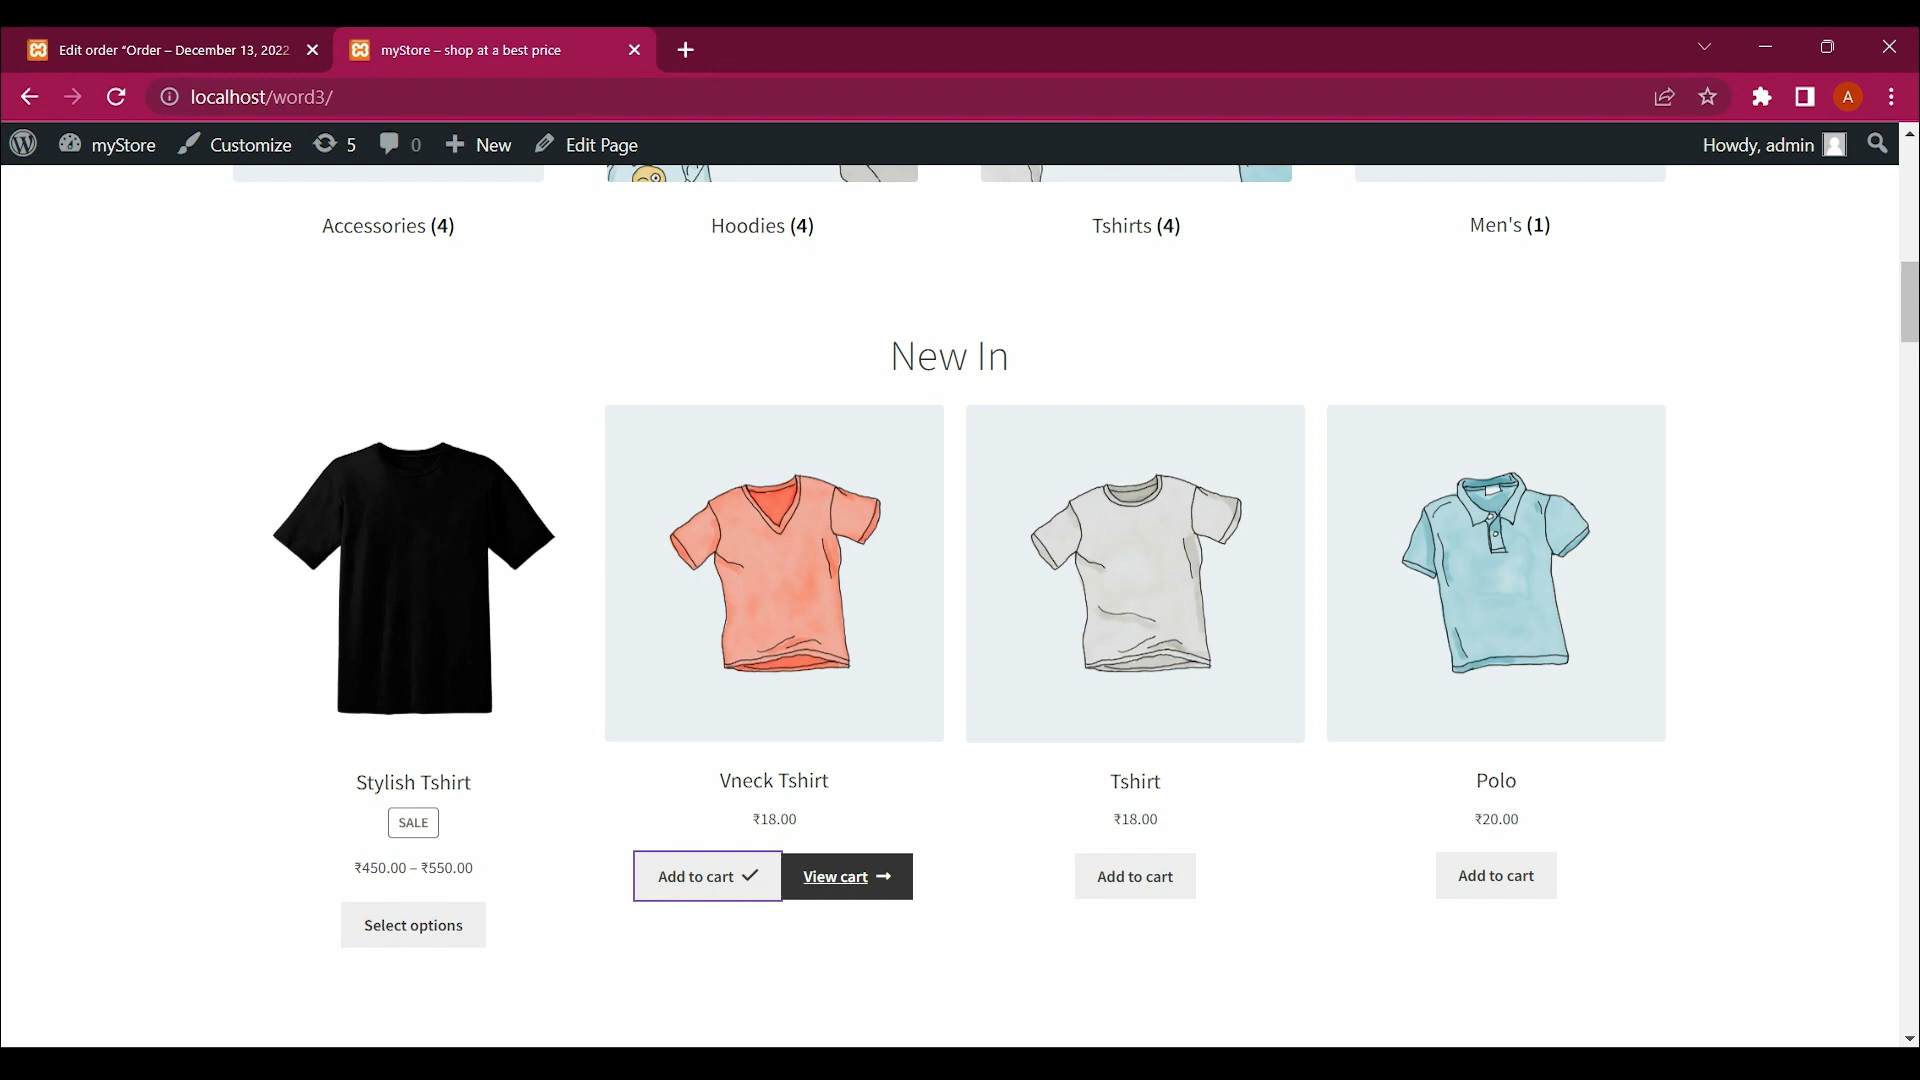 Edit order “Order – December 13, 2022
myStore – shop at a best price
localhost/word3/
A
myStore
Customize
5
0
New
Edit Page
Howdy, admin
Accessories (4)
Hoodies (4)
Tshirts (4)
Men's (1)
New In
Stylish Tshirt
SALE
₹450.00 – ₹550.00
Select options
Vneck Tshirt
₹18.00
Add to cart
View cart
Tshirt
₹18.00
Add to cart
Polo
₹20.00
Add to cart